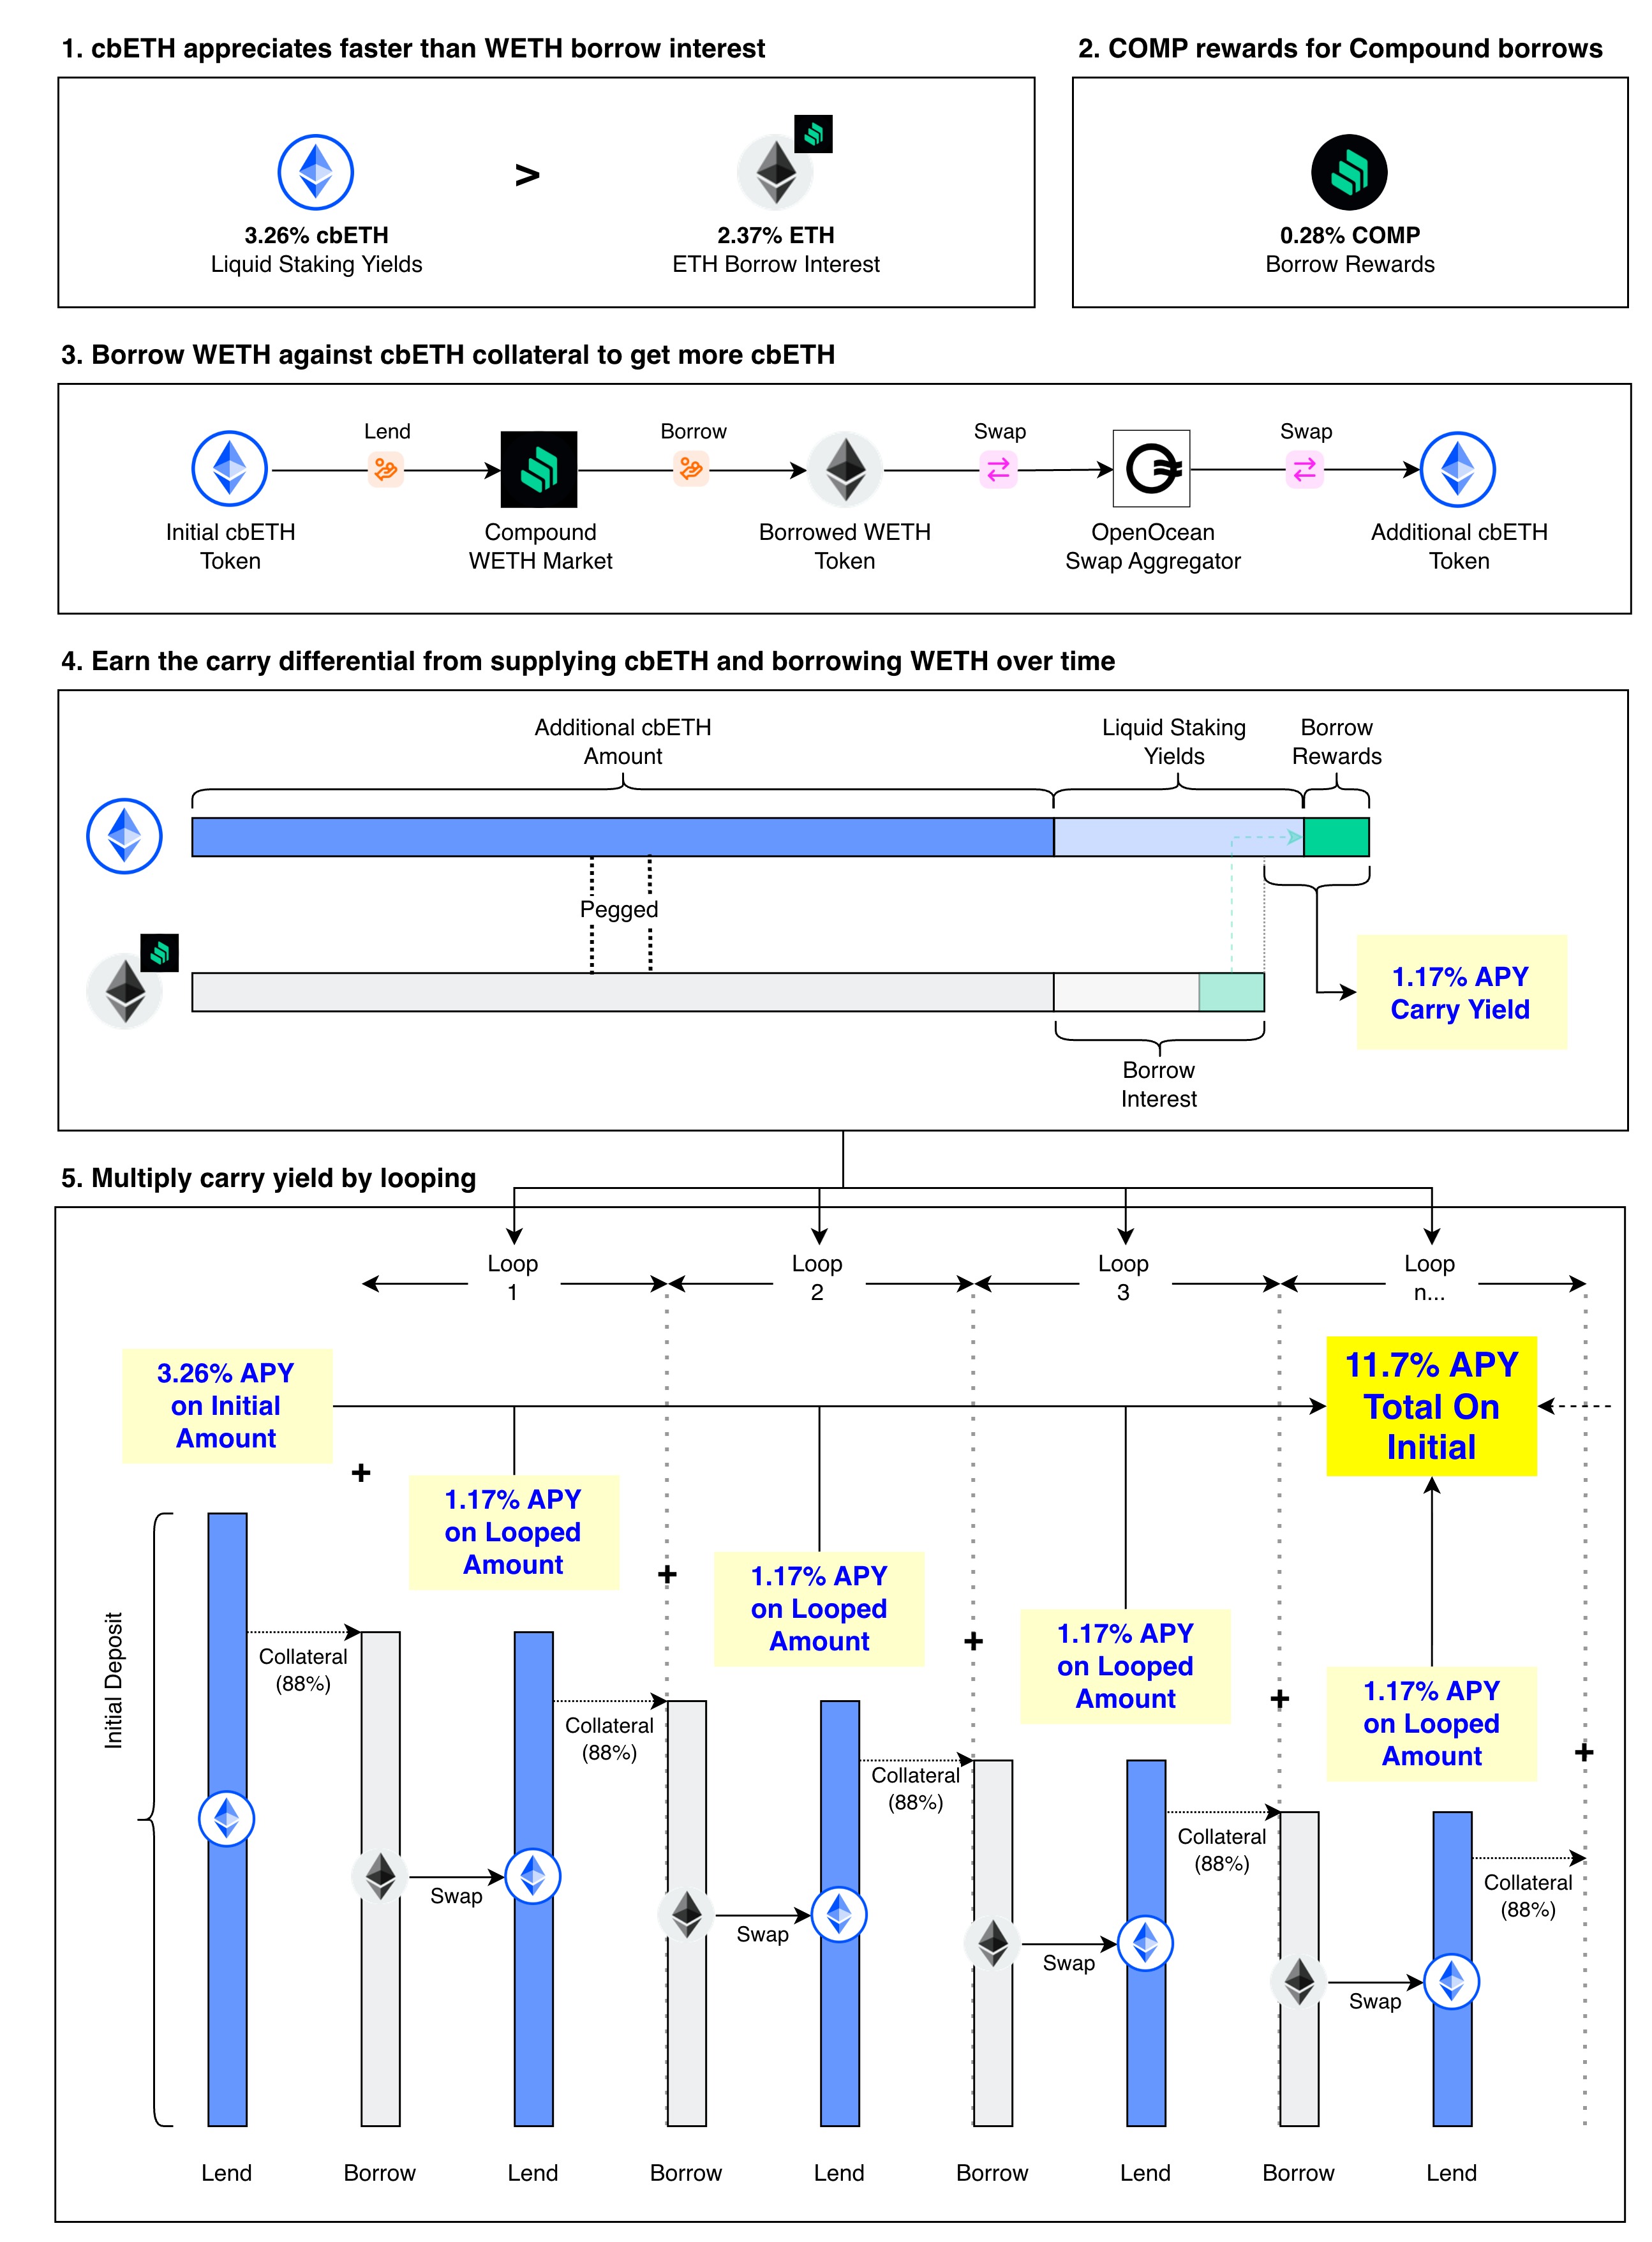 1. cbETH appreciates faster than WETH borrow interest
2. COMP rewards for Compound borrows
>
3.26% cbETH
Liquid Staking Yields
2.37% ETH
ETH Borrow Interest
0.28% COMP
Borrow Rewards
3. Borrow WETH against cbETH collateral to get more cbETH
Lend
Borrow
Swap
Swap
Initial cbETH
Token
Compound
WETH Market
Borrowed WETH
Token
OpenOcean
Swap Aggregator
Additional cbETH
Token
4. Earn the carry differential from supplying cbETH and borrowing WETH over time
Additional cbETH
Amount
Liquid Staking
Yields
Borrow
Rewards
Pegged
1.17% APY
Carry Yield
Borrow
Interest
5. Multiply carry yield by looping
Loop
1
Loop
2
Loop
3
Loop
n...
3.26% APY
on Initial
Amount
11.7% APY
Total On
Initial
+
1.17% APY
on Looped
Amount
+
1.17% APY
on Looped
Amount
+
1.17% APY
on Looped
Amount
+
1.17% APY
on Looped
Amount
+
Initial Deposit
Collateral
(88%)
Collateral
(88%)
Collateral
(88%)
Collateral
(88%)
Collateral
(88%)
Swap
Swap
Swap
Swap
Lend
Borrow
Lend
Borrow
Lend
Borrow
Lend
Borrow
Lend